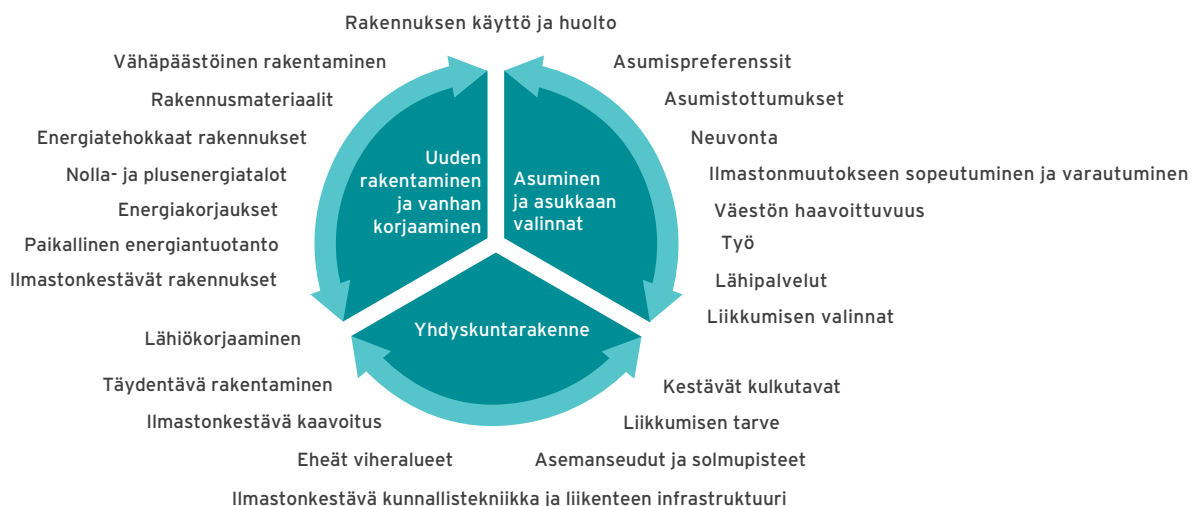 Rakennuksen käyttö ja huolto
Vähäpäästöinen rakentaminen
Rakennusmateriaalit
Energiatehokkaat rakennukset
Nolla- ja plusenergiatalot
Energiakorjaukset
Paikallinen energiantuotanto
Ilmastonkestävät rakennukset
Uuden
rakentaminen
ja vanhan
korjaaminen
Asuminen
ja asukkaan
valinnat
Asumispreferenssit
Asumistottumukset
Neuvonta
Ilmastonmuutokseen sopeutuminen ja varautuminen
Väestön haavoittuvuus
Työ
Lähipalvelut
Liikkumisen valinnat
Yhdyskuntarakenne
Lähiökorjaaminen
Täydentävä rakentaminen
Ilmastonkestävä kaavoitus
Eheät viheralueet
Kestävät kulkutavat
Liikkumisen tarve
Asemanseudut ja solmupisteet
Ilmastonkestävä kunnallistekniikka ja liikenteen infrastruktuuri